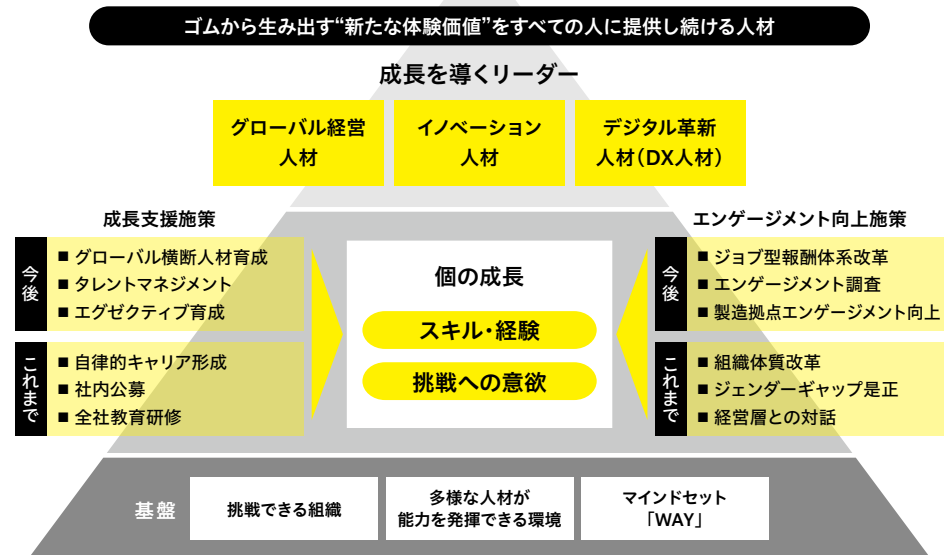 ゴムから生み出す“新たな体験価値”をすべての人に提供し続ける人材
成長を導くリーダー
グローバル経営
人材
イノベーション
人材
デジタル革新
人材（DX人材）
成長支援施策
今後
■ グローバル横断人材育成
■ タレントマネジメント
■ エグゼクティブ育成
これまで
■ 自律的キャリア形成
■ 社内公募
■ 全社教育研修
個の成長
スキル・経験
挑戦への意欲
エンゲージメント向上施策
今後
■ ジョブ型報酬体系改革
■ エンゲージメント調査
■ 製造拠点エンゲージメント向上
これまで
■ 組織体質改革
■ ジェンダーギャップ是正
■ 経営層との対話
基盤
挑戦できる組織
多様な人材が
能力を発揮できる環境
マインドセット
「WAY」